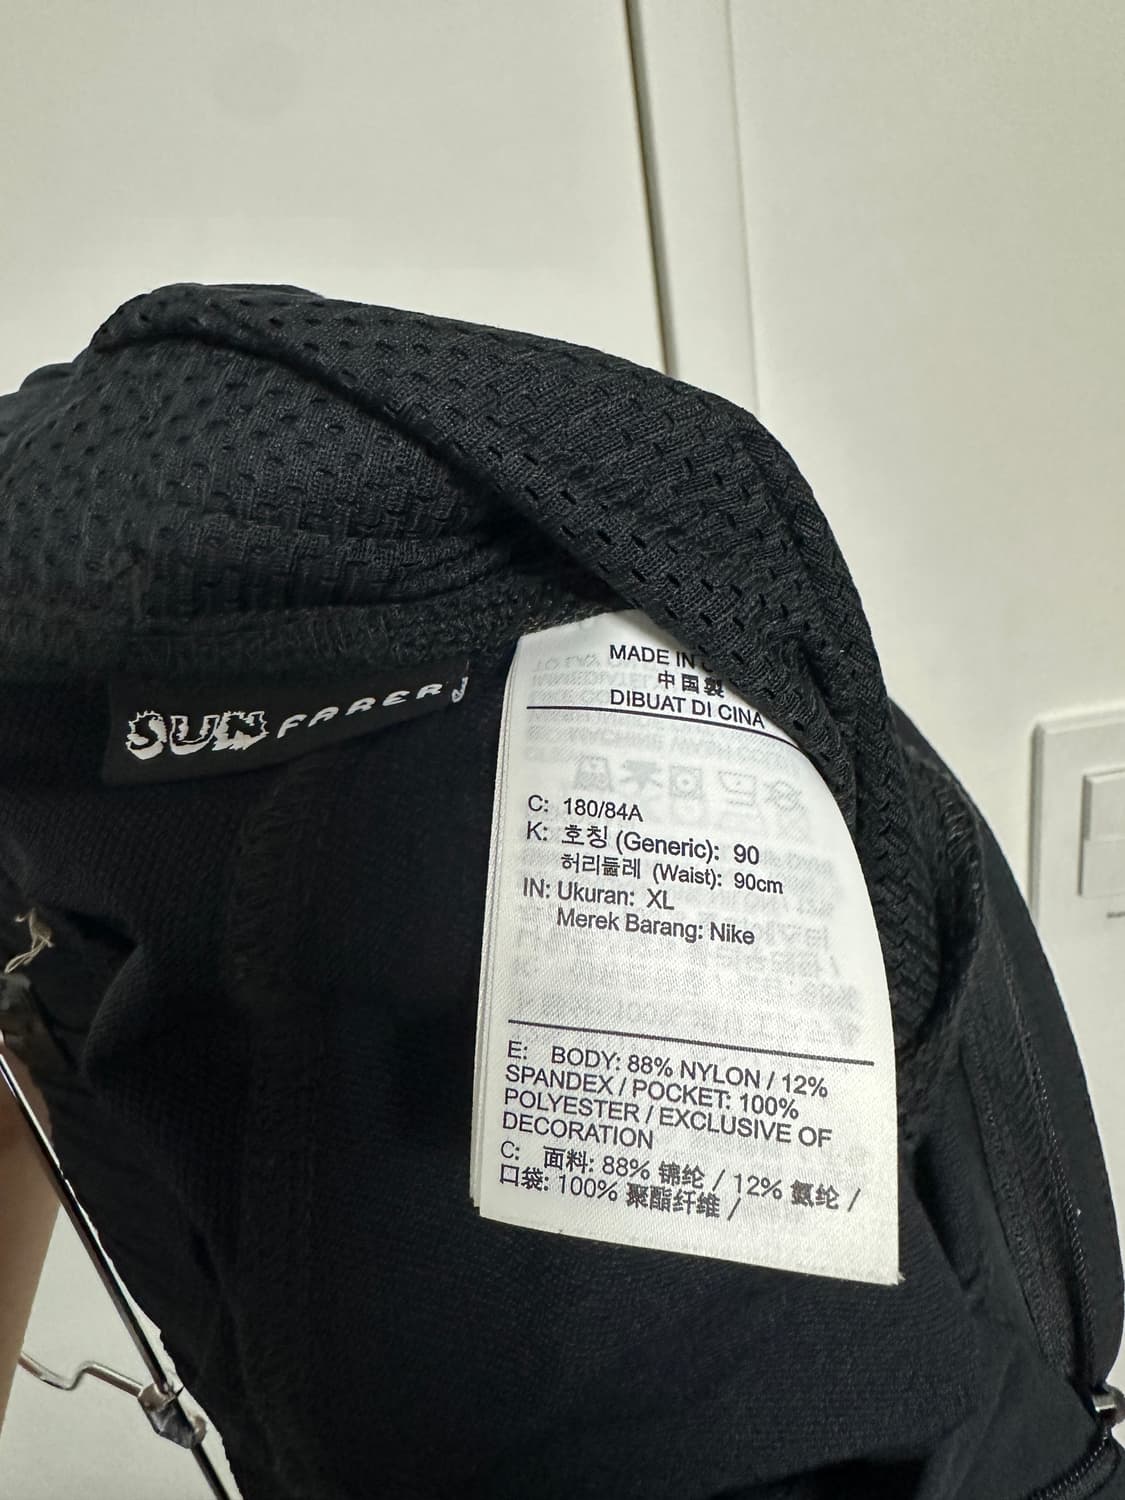 SUN FARER
MADE IN
中国製
DIBUAT DI CINA
C: 180/84A
K: 호칭 (Generic): 90
허리둘레 (Waist): 90cm
IN: Ukuran: XL
Merek Barang: Nike
E: BODY: 88% NYLON / 12%
SPANDEX / POCKET: 100%
POLYESTER / EXCLUSIVE OF
DECORATION
C: 面料: 88% 锦纶 / 12% 氨纶 /
口袋: 100% 聚酯纤维 /